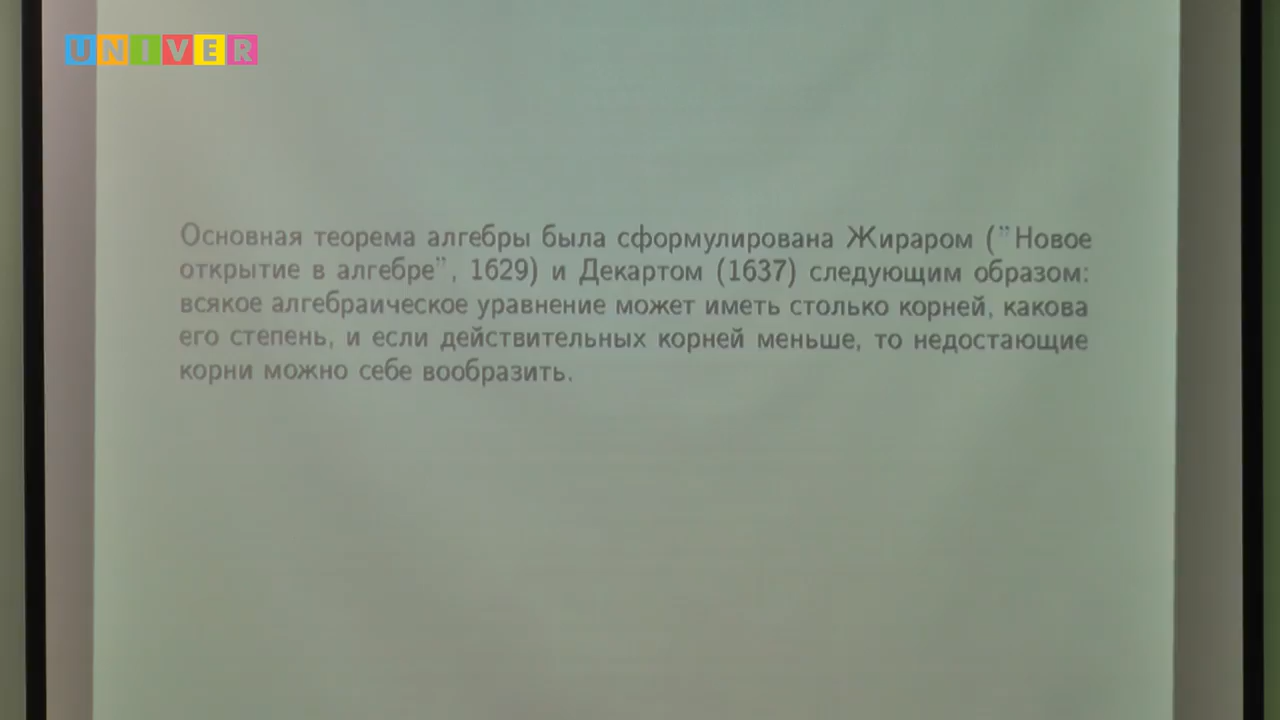 UNIVER
Основная теорема алгебры была сформулирована Жираром ("Новое
открытие в алгебре", 1629) и Декартом (1637) следующим образом:
всякое алгебраическое уравнение может иметь столько корней, какова
его степень, и если действительных корней меньше, то недостающие
корни можно себе вообразить.